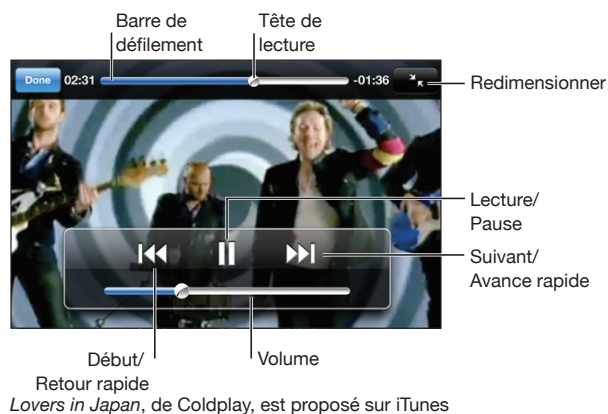 Barre de
défilement
Tête de
lecture
Done 02:31 -01:36
Redimensionner
Lecture/
Pause
Suivant/
Avance rapide
Début/
Retour rapide
Volume
Lovers in Japan, de Coldplay, est proposé sur iTunes